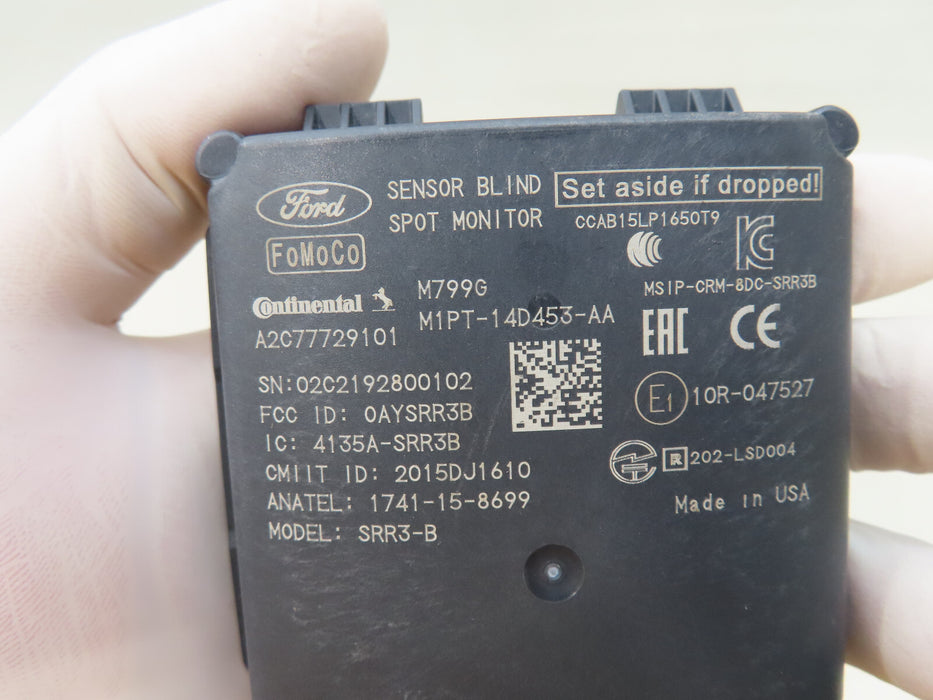 Ford
SENSOR BLIND
SPOT MONITOR
Set aside if dropped!
CCAB15LP1650T9
FoMoCo
Continental
A2C77729101
M799G
M1PT-14D453-AA
MSIP-CRM-8DC-SRR3B
EAC
CE
SN:02C2192800102
FCC ID: OAYSRR3B
IC: 4135A-SRR3B
CMIIT ID: 2015DJ1610
ANATEL: 1741-15-8699
MODEL: SRR3-B
E1 10R-047527
R 202-LSD004
Made in USA